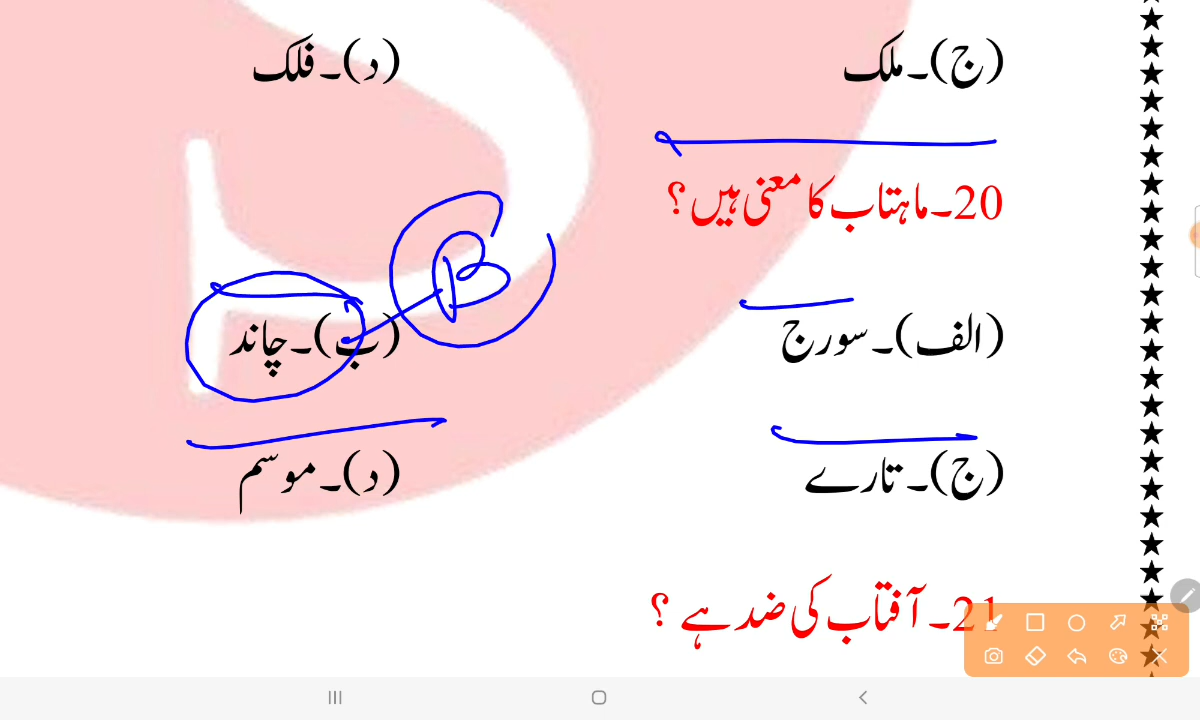 (ج)۔ملک (د)۔فلک
20۔ماہتاب کا معنی ہیں؟
B
(الف)۔سورج (ب)۔چاند
(ج)۔تارے (د)۔موسم
21۔آفتاب کی ضد ہے ؟